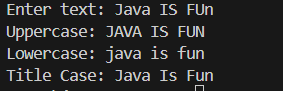 Enter text: Java IS FUn
Uppercase: JAVA IS FUN
Lowercase: java is fun
Title Case: Java Is Fun